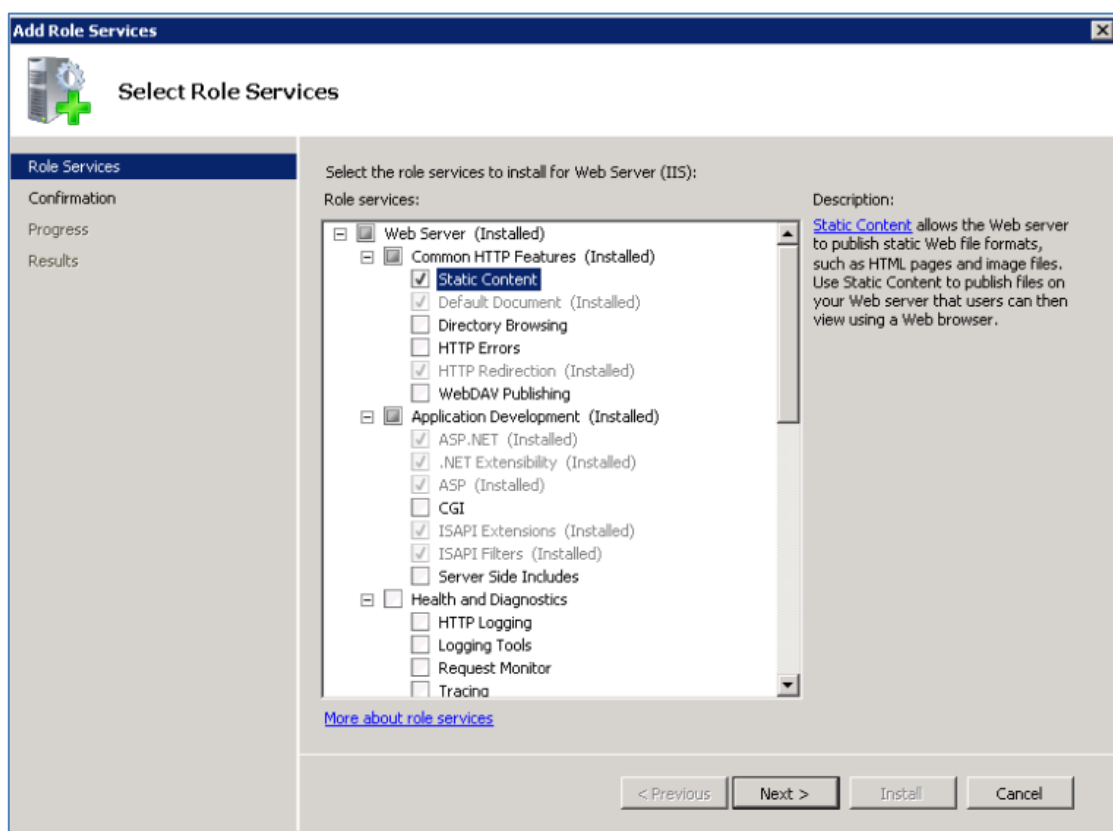 Add Role Services
Select Role Services
Role Services
Confirmation
Progress
Results
Select the role services to install for Web Server (IIS):
Role services:
Web Server (Installed)
Common HTTP Features (Installed)
Static Content
Default Document (Installed)
Directory Browsing
HTTP Errors
HTTP Redirection (Installed)
WebDAV Publishing
Application Development (Installed)
ASP.NET (Installed)
.NET Extensibility (Installed)
ASP (Installed)
CGI
ISAPI Extensions (Installed)
ISAPI Filters (Installed)
Server Side Includes
Health and Diagnostics
HTTP Logging
Logging Tools
Request Monitor
Tracing
More about role services
Description:
Static Content allows the Web server
to publish static Web file formats,
such as HTML pages and image files.
Use Static Content to publish files on
your Web server that users can then
view using a Web browser.
< Previous
Next >
Install
Cancel